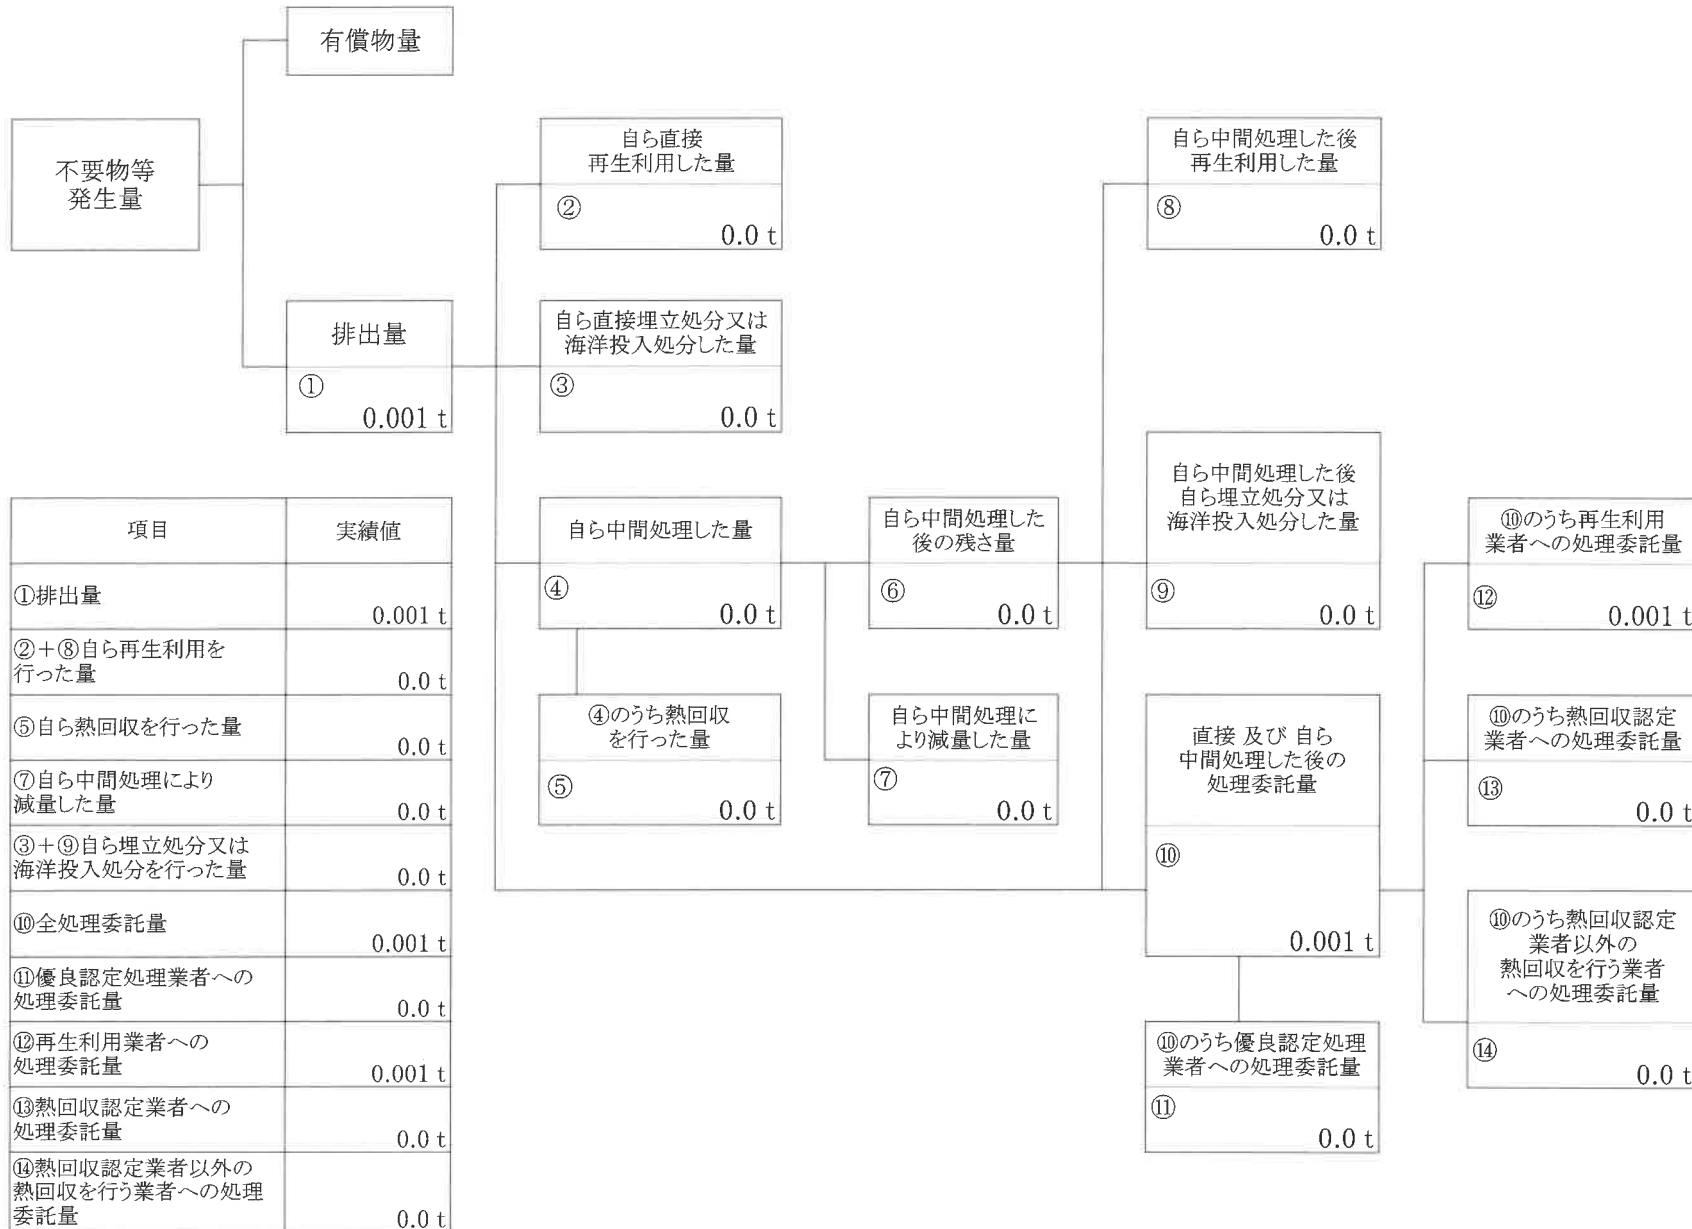 有償物量
不要物等
発生量
排出量
①
0.001 t
自ら直接
再生利用した量
②
0.0 t
自ら直接埋立処分又は
海洋投入処分した量
③
0.0 t
自ら中間処理した量
④
0.0 t
④のうち熱回収
を行った量
⑤
0.0 t
自ら中間処理した
後の残さ量
⑥
0.0 t
自ら中間処理に
より減量した量
⑦
0.0 t
自ら中間処理した後
再生利用した量
⑧
0.0 t
自ら中間処理した後
自ら埋立処分又は
海洋投入処分した量
⑨
0.0 t
直接 及び 自ら
中間処理した後の
処理委託量
⑩
0.001 t
⑩のうち優良認定処理
業者への処理委託量
⑪
0.0 t
⑩のうち再生利用
業者への処理委託量
⑫
0.001 t
⑩のうち熱回収認定
業者への処理委託量
⑬
0.0 t
⑩のうち熱回収認定
業者以外の
熱回収を行う業者
への処理委託量
⑭
0.0 t
項目 実績値
①排出量
0.001 t
②+⑧自ら再生利用を
行った量
0.0 t
⑤自ら熱回収を行った量
0.0 t
⑦自ら中間処理により
減量した量
0.0 t
③+⑨自ら埋立処分又は
海洋投入処分を行った量
0.0 t
⑩全処理委託量
0.001 t
⑪優良認定処理業者への
処理委託量
0.0 t
⑫再生利用業者への
処理委託量
0.001 t
⑬熱回収認定業者への
処理委託量
0.0 t
⑭熱回収認定業者以外の
熱回収を行う業者への処理
委託量
0.0 t